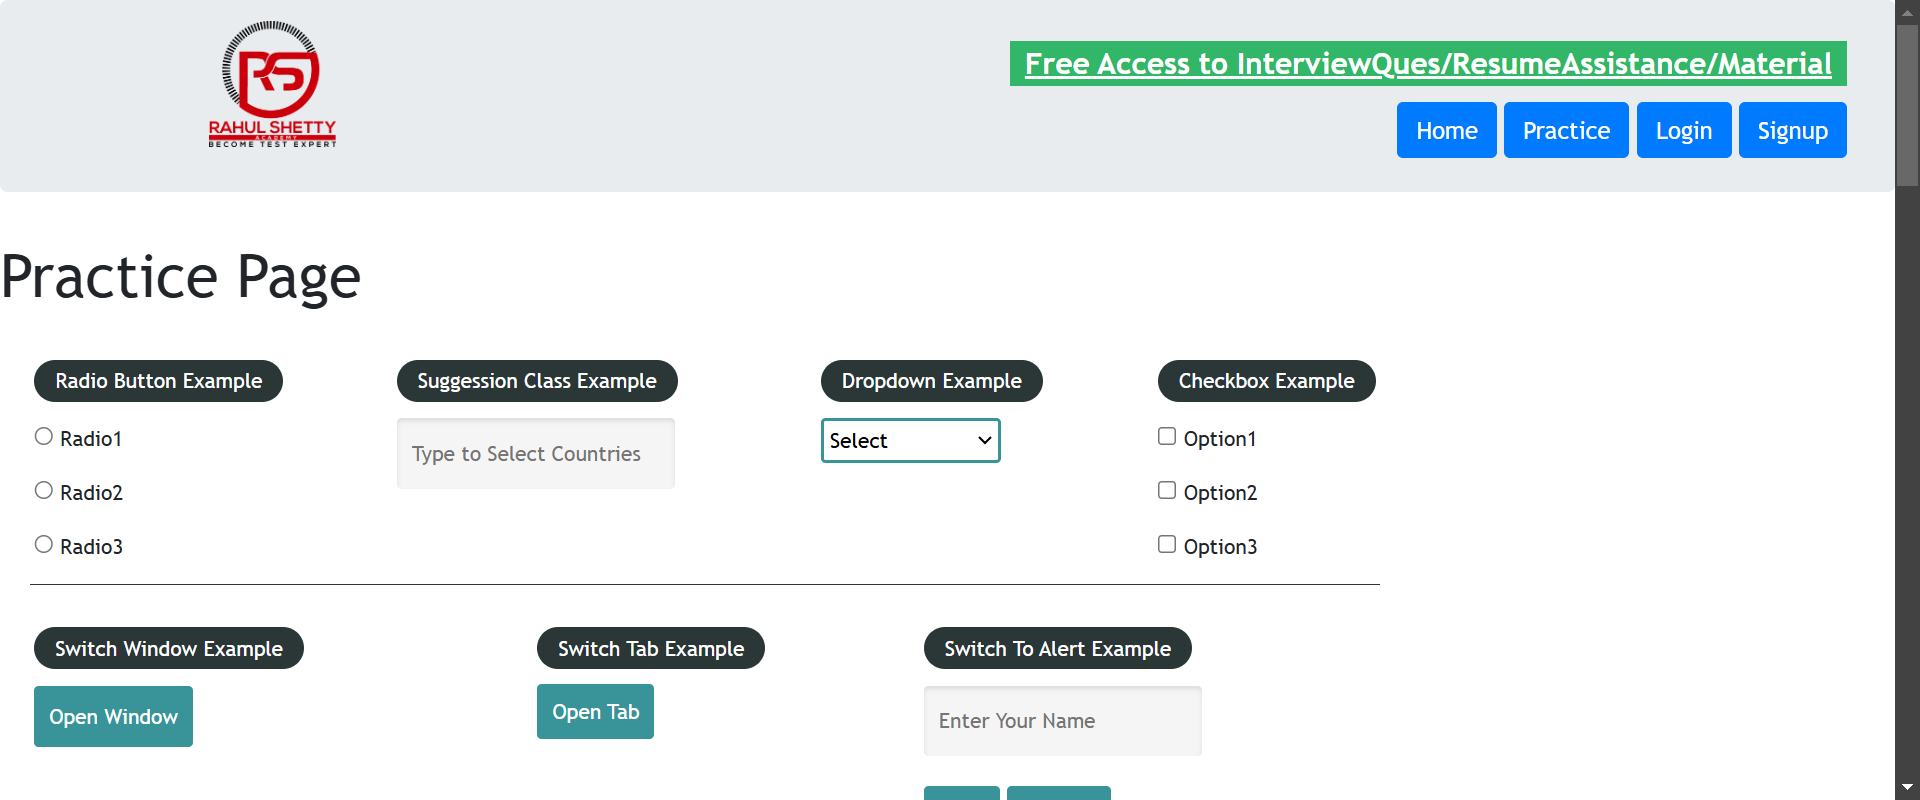 RAHUL SHETTY
ACADEMY
BECOME TEST EXPERT
Free Access to InterviewQues/ResumeAssistance/Material
Home Practice Login Signup
Practice Page
Radio Button Example
Radio1
Radio2
Radio3
Suggession Class Example
Type to Select Countries
Dropdown Example
Select
Checkbox Example
Option1
Option2
Option3
Switch Window Example
Open Window
Switch Tab Example
Open Tab
Switch To Alert Example
Enter Your Name